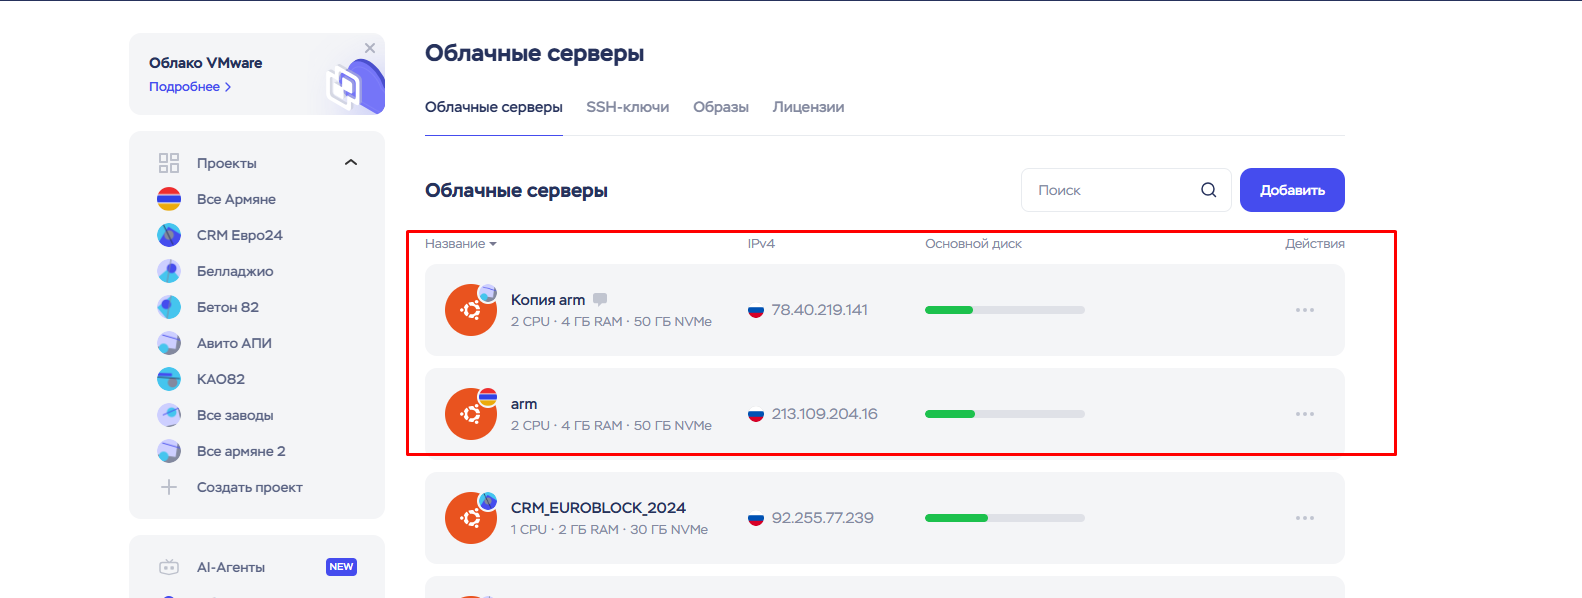 Облако VMware
Подробнее
Проекты
Все Армяне
CRM Евро24
Белладжио
Бетон 82
Авито АПИ
КАО82
Все заводы
Все армяне 2
Создать проект
AI-Агенты NEW
Облачные серверы
Облачные серверы SSH-ключи Образы Лицензии
Облачные серверы Поиск Добавить
Название IPv4 Основной диск Действия
Копия arm
2 CPU · 4 ГБ RAM · 50 ГБ NVMe
78.40.219.141
arm
2 CPU · 4 ГБ RAM · 50 ГБ NVMe
213.109.204.16
CRM_EUROBLOCK_2024
1 CPU · 2 ГБ RAM · 30 ГБ NVMe
92.255.77.239